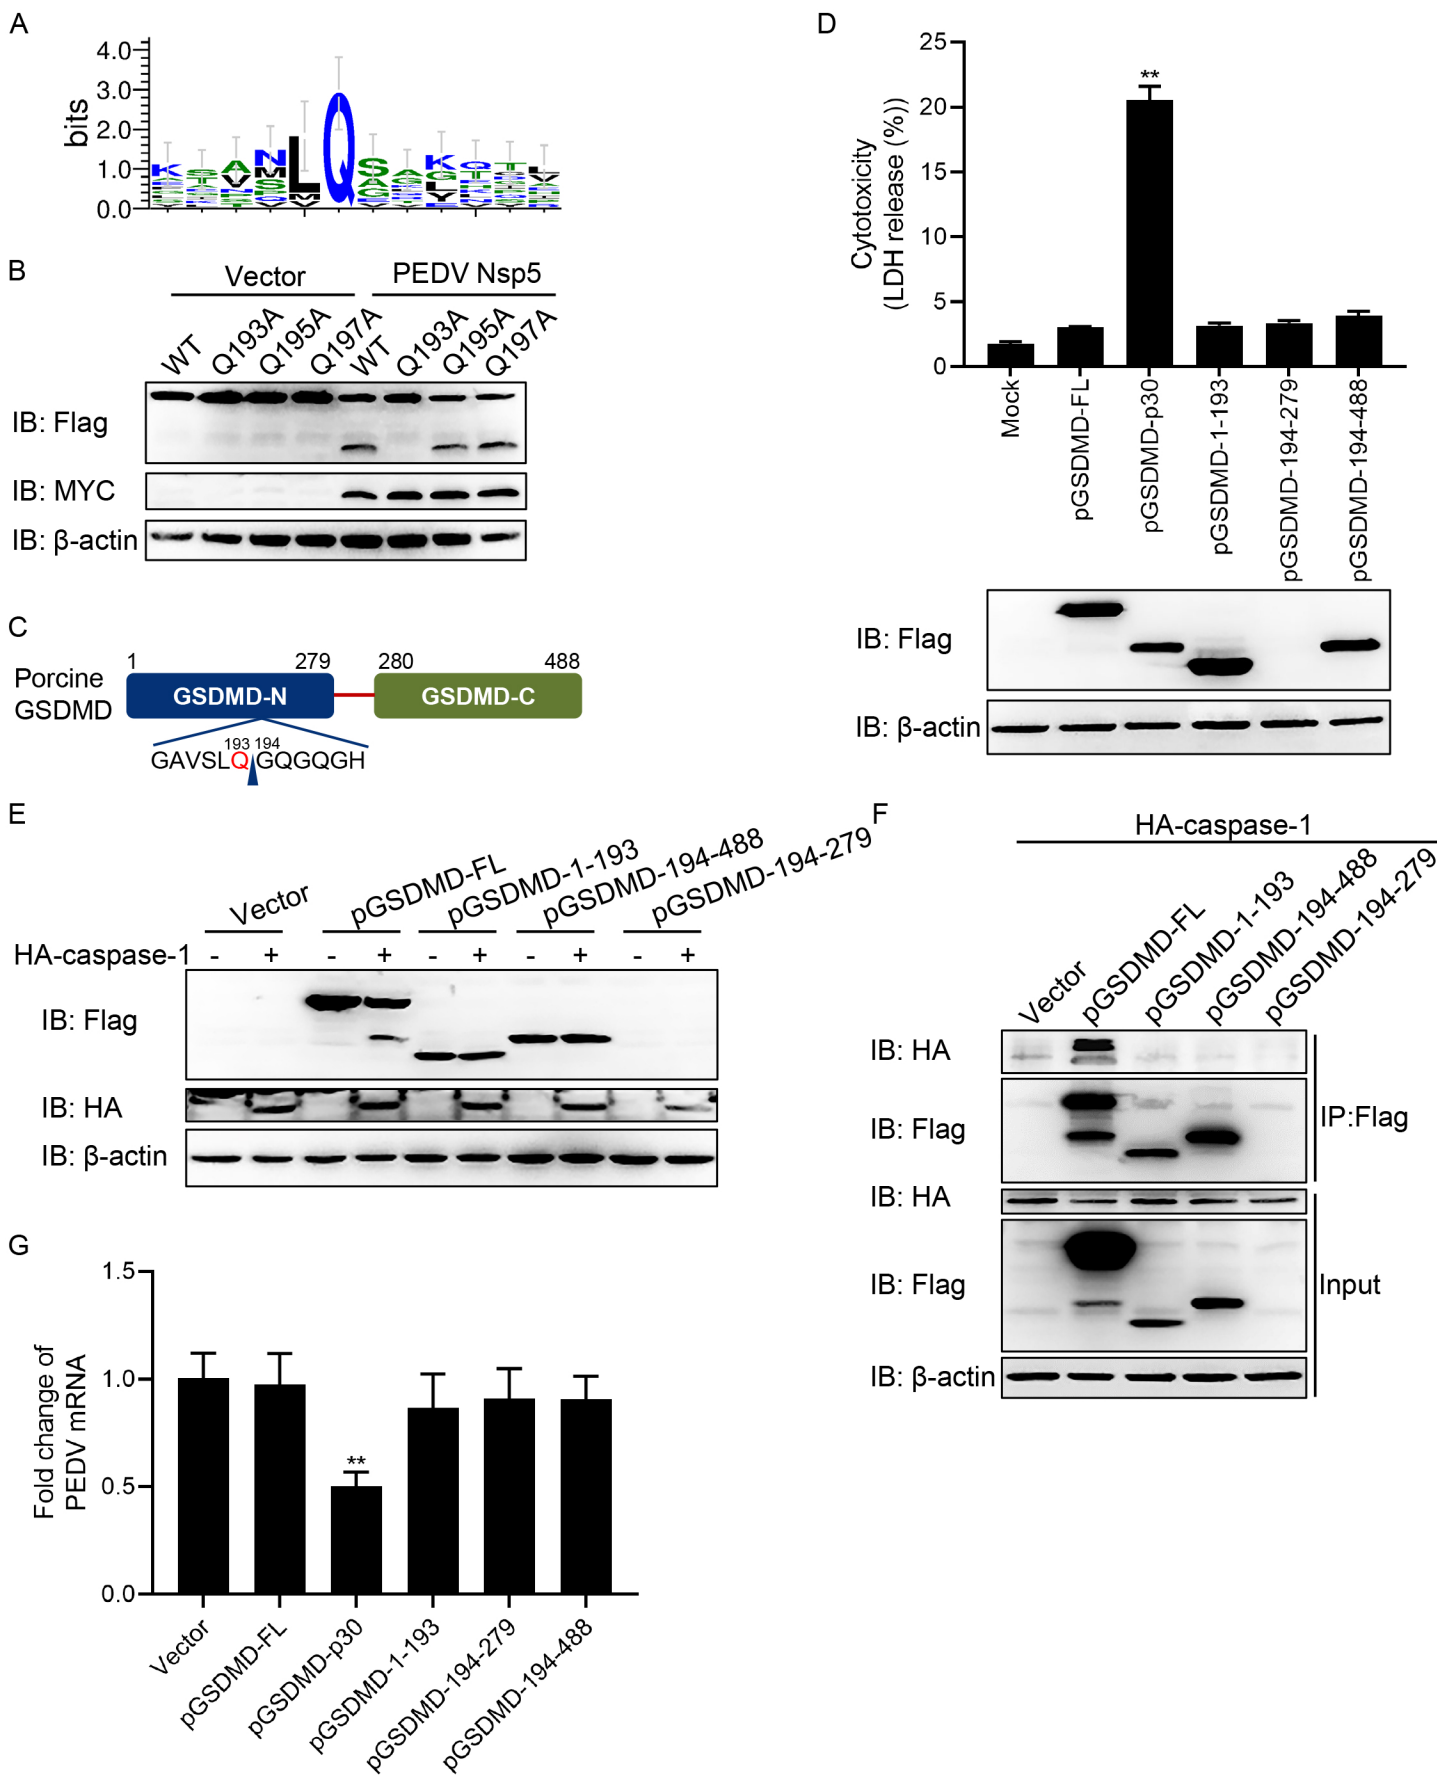 A
bits
4.0
3.0
2.0
1.0
0.0
L
Q
B
Vector
PEDV Nsp5
WT
Q193A
Q195A
Q197A
WT
Q193A
Q195A
Q197A
IB: Flag
IB: MYC
IB: β-actin
C
Porcine
GSDMD
1
279
280
488
GSDMD-N
GSDMD-C
193 194
GAVSLQGQGQGH
D
Cytotoxicity
(LDH release (%))
25
20
15
10
5
0
**
Mock
pGSDMD-FL
pGSDMD-p30
pGSDMD-1-193
pGSDMD-194-279
pGSDMD-194-488
IB: Flag
IB: β-actin
E
Vector
pGSDMD-FL
pGSDMD-1-193
pGSDMD-194-488
pGSDMD-194-279
HA-caspase-1 - + - + - + - + - +
IB: Flag
IB: HA
IB: β-actin
F
HA-caspase-1
Vector
pGSDMD-FL
pGSDMD-1-193
pGSDMD-194-488
pGSDMD-194-279
IB: HA
IB: Flag
IP:Flag
IB: HA
IB: Flag
Input
IB: β-actin
G
Fold change of
PEDV mRNA
1.5
1.0
0.5
0.0
**
Vector
pGSDMD-FL
pGSDMD-p30
pGSDMD-1-193
pGSDMD-194-279
pGSDMD-194-488